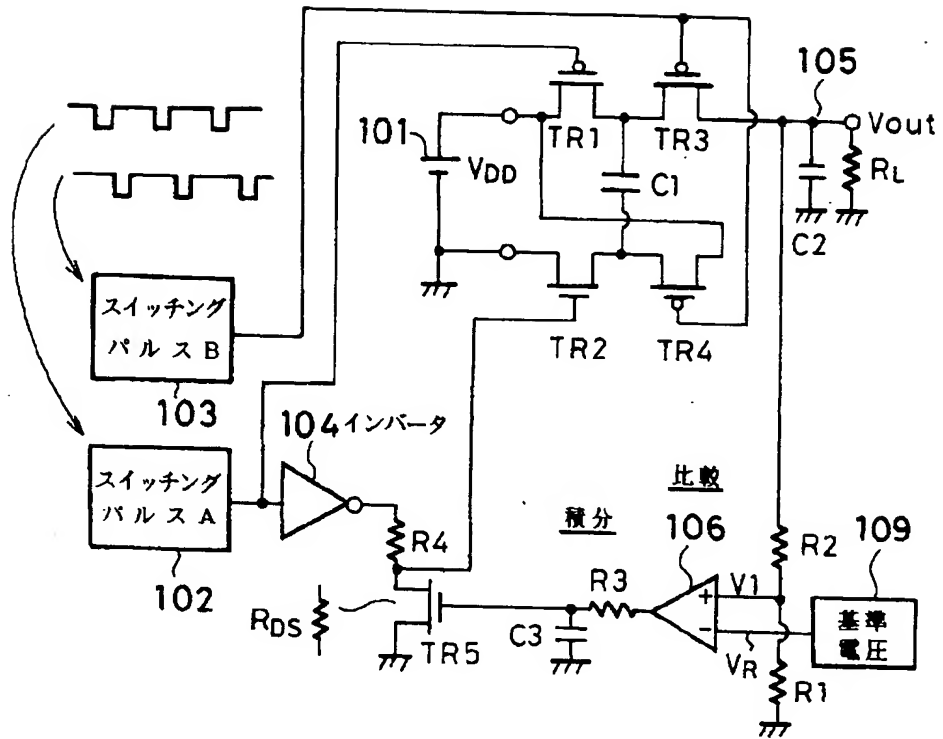 105
Vout
101
VDD
TR1
TR3
C1
RL
C2
TR2
TR4
スイッチング
パルスB
103
104 インバータ
スイッチング
パルスA
102
R4
RDS
TR5
積分
比較
106
R3
C3
V1
VR
R2
109
基準
電圧
R1